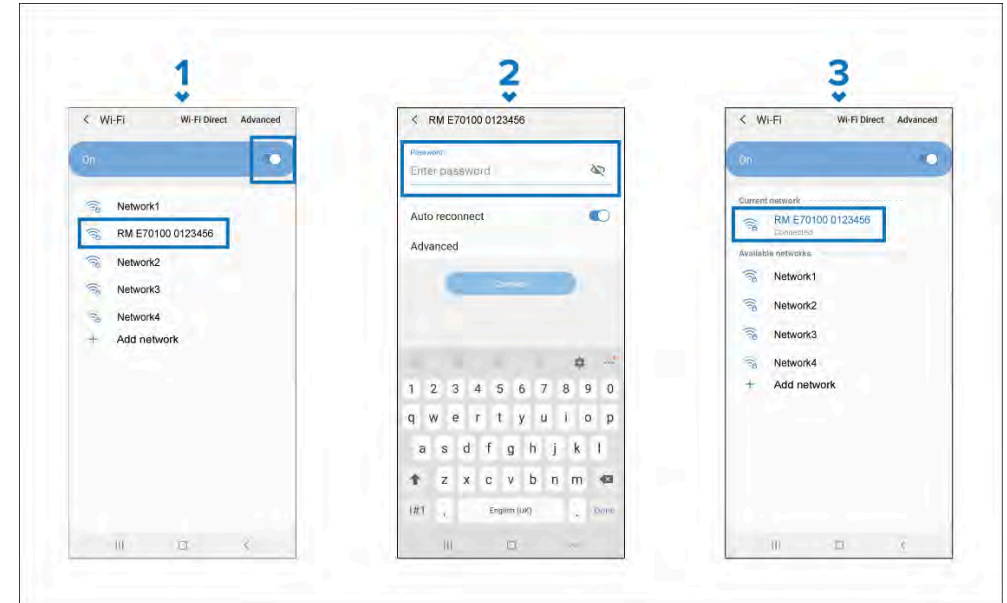 1
< Wi-Fi Wi-Fi Direct Advanced
On
Network1
RM E70100 0123456
Network2
Network3
Network4
+ Add network
2
< RM E70100 0123456
Password
Enter password
Auto reconnect
Advanced
Connect
1 2 3 4 5 6 7 8 9 0
q w e r t y u i o p
a s d f g h j k l
z x c v b n m
!#1 , English (UK) . Done
3
< Wi-Fi Wi-Fi Direct Advanced
On
Current network
RM E70100 0123456
Connected
Available networks
Network1
Network2
Network3
Network4
+ Add network